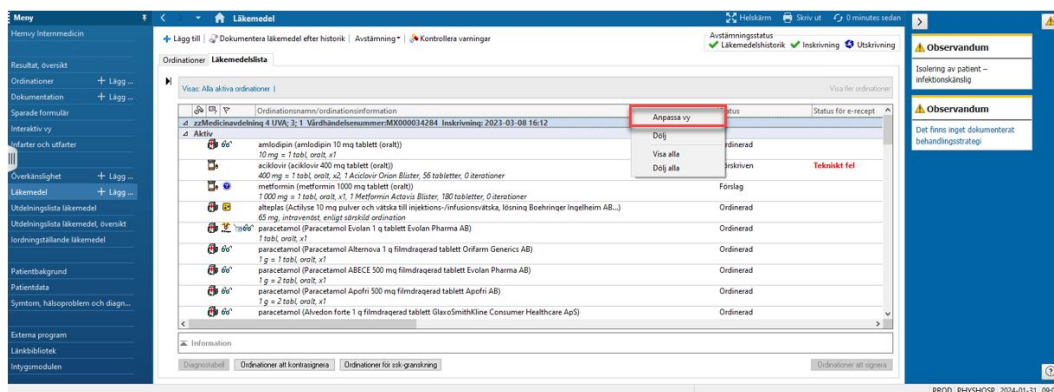 Meny
Läkemedel
Helskärm
Skriv ut
0 minutes sedan
Hemvy Internmedicin
Resultat, översikt
Ordinationer
+ Lägg ...
Dokumentation
+ Lägg ...
Sparade formulär
Interaktiv vy
Infarter och utfarter
Överkänslighet
+ Lägg ...
Läkemedel
+ Lägg ...
Utdelningslista läkemedel
Utdelningslista läkemedel, översikt
Iordningställande läkemedel
Patientbakgrund
Patientdata
Symtom, hälsoproblem och diagn...
Externa program
Länkbibliotek
Intygsmodulen
+ Lägg till
Dokumentera läkemedel efter historik
Avstämning
Kontrollera varningar
Avstämningsstatus
Läkemedelshistorik
Inskrivning
Utskrivning
Ordinationer
Läkemedelslista
Visas: Alla aktiva ordinationer
Visa fler ordinationer
Ordinationsnamn/ordinationsinformation
Status för e-recept
Anpassa vy
Dölj
Visa alla
Dölj alla
zzMedicinavdelning 4 UVA; 3; 1 Vårdhändelsenummer:MX000034284 Inskrivning: 2023-03-08 16:12
Aktiv
amlodipin (amlodipin 10 mg tablett (oralt))
10 mg = 1 tabl, oralt, x1
aciklovir (aciklovir 400 mg tablett (oralt))
Tekniskt fel
400 mg = 1 tabl, oralt, x2, 1 Aciclovir Orion Blister, 56 tabletter, 0 iterationer
metformin (metformin 1000 mg tablett (oralt))
Förslag
1 000 mg = 1 tabl, oralt, x1, 1 Metformin Actavis Blister, 180 tabletter, 0 iterationer
alteplas (Actilyse 10 mg pulver och vätska till injektions-/infusionsvätska, lösning Boehringer Ingelheim AB...)
Ordinerad
65 mg, intravenöst, enligt särskild ordination
paracetamol (Paracetamol Evolan 1 g tablett Evolan Pharma AB)
Ordinerad
1 tabl, oralt, x1
paracetamol (Paracetamol Alternova 1 g filmdragerad tablett Orifarm Generics AB)
Ordinerad
1 g = 1 tabl, oralt, x1
paracetamol (Paracetamol ABECE 500 mg filmdragerad tablett Evolan Pharma AB)
Ordinerad
1 g = 2 tabl, oralt, x1
paracetamol (Paracetamol Apofri 500 mg filmdragerad tablett Apofri AB)
Ordinerad
1 g = 2 tabl, oralt, x1
paracetamol (Alvedon forte 1 g filmdragerad tablett GlaxoSmithKline Consumer Healthcare ApS)
Ordinerad
Information
Diagnostabell
Ordinationer att kontrasignera
Ordinationer för ssk-granskning
Ordinationer att signera
Observandum
Isolering av patient –
infektionskänslig
Observandum
Det finns inget dokumenterat
behandlingsstrategi
PROD PHYSHOSP 2024-01-31